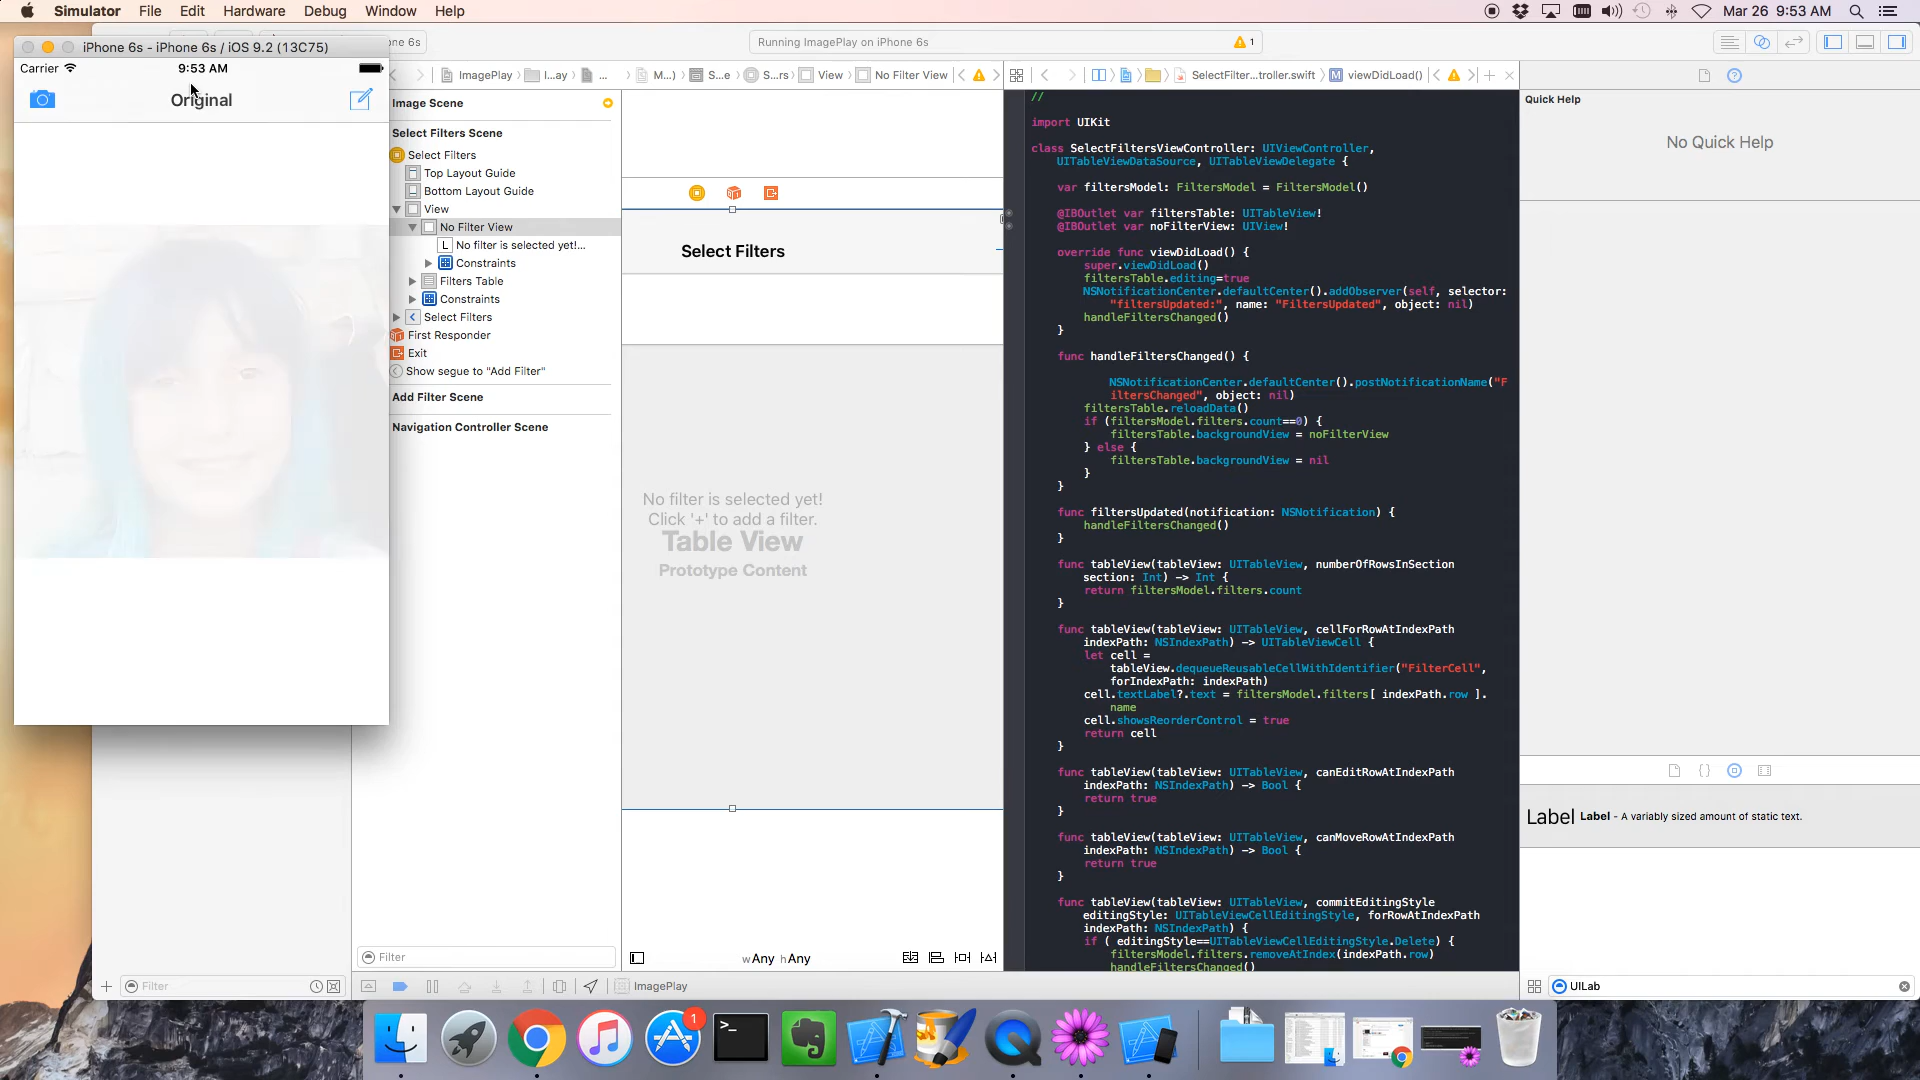 Simulator File Edit Hardware Debug Window Help Mar 26 9:53 AM
iPhone 6s - iPhone 6s / iOS 9.2 (13C75)
one 6s
Running ImagePlay on iPhone 6s
1
Carrier 9:53 AM
Original
ImagePlay I...ay ... M...) S...e S...rs View No Filter View
SelectFilter...troller.swift viewDidLoad()
Image Scene
Select Filters Scene
Select Filters
Top Layout Guide
Bottom Layout Guide
View
No Filter View
L No filter is selected yet!...
Constraints
Filters Table
Constraints
Select Filters
First Responder
Exit
Show segue to "Add Filter"
Add Filter Scene
Navigation Controller Scene
Filter
Filter
Select Filters
No filter is selected yet!
Click '+' to add a filter.
Table View
Prototype Content
wAny hAny
ImagePlay
//
import UIKit
class SelectFiltersViewController: UIViewController,
UITableViewDataSource, UITableViewDelegate {
var filtersModel: FiltersModel = FiltersModel()
@IBOutlet var filtersTable: UITableView!
@IBOutlet var noFilterView: UIView!
override func viewDidLoad() {
super.viewDidLoad()
filtersTable.editing=true
NSNotificationCenter.defaultCenter().addObserver(self, selector:
"filtersUpdated:", name: "FiltersUpdated", object: nil)
handleFiltersChanged()
}
func handleFiltersChanged() {
NSNotificationCenter.defaultCenter().postNotificationName("F
iltersChanged", object: nil)
filtersTable.reloadData()
if (filtersModel.filters.count==0) {
filtersTable.backgroundView = noFilterView
} else {
filtersTable.backgroundView = nil
}
}
func filtersUpdated(notification: NSNotification) {
handleFiltersChanged()
}
func tableView(tableView: UITableView, numberOfRowsInSection
section: Int) -> Int {
return filtersModel.filters.count
}
func tableView(tableView: UITableView, cellForRowAtIndexPath
indexPath: NSIndexPath) -> UITableViewCell {
let cell =
tableView.dequeueReusableCellWithIdentifier("FilterCell",
forIndexPath: indexPath)
cell.textLabel?.text = filtersModel.filters[ indexPath.row ].
name
cell.showsReorderControl = true
return cell
}
func tableView(tableView: UITableView, canEditRowAtIndexPath
indexPath: NSIndexPath) -> Bool {
return true
}
func tableView(tableView: UITableView, canMoveRowAtIndexPath
indexPath: NSIndexPath) -> Bool {
return true
}
func tableView(tableView: UITableView, commitEditingStyle
editingStyle: UITableViewCellEditingStyle, forRowAtIndexPath
indexPath: NSIndexPath) {
if ( editingStyle==UITableViewCellEditingStyle.Delete) {
filtersModel.filters.removeAtIndex(indexPath.row)
handleFiltersChanged()
Quick Help
No Quick Help
{ }
Label Label - A variably sized amount of static text.
UILab
1